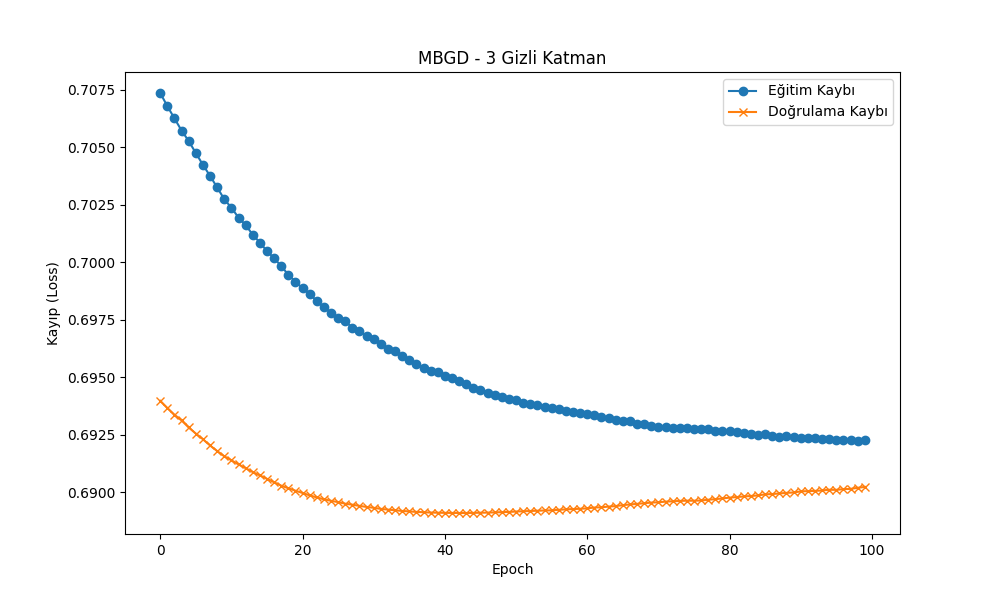 MBGD - 3 Gizli Katman
Eğitim Kaybı
Doğrulama Kaybı
Kayıp (Loss)
0.7075
0.7050
0.7025
0.7000
0.6975
0.6950
0.6925
0.6900
0 20 40 60 80 100
Epoch